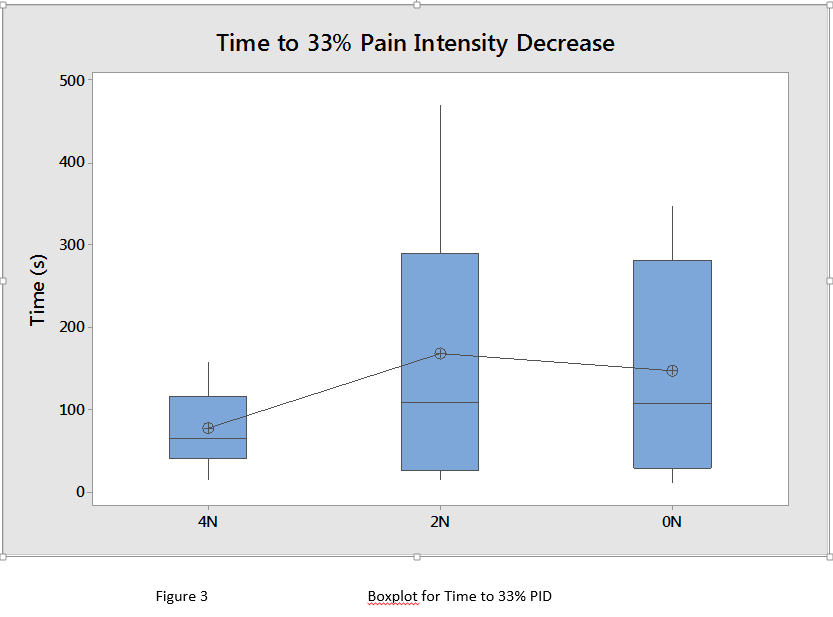 Time to 33% Pain Intensity Decrease
500
400
300
200
100
0
Time (s)
4N 2N 0N
Figure 3 Boxplot for Time to 33% PID